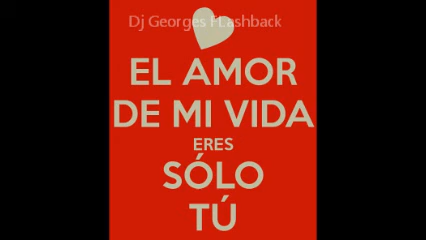 Dj Georges FLashback
EL AMOR
DE MI VIDA
ERES
SÓLO
TÚ